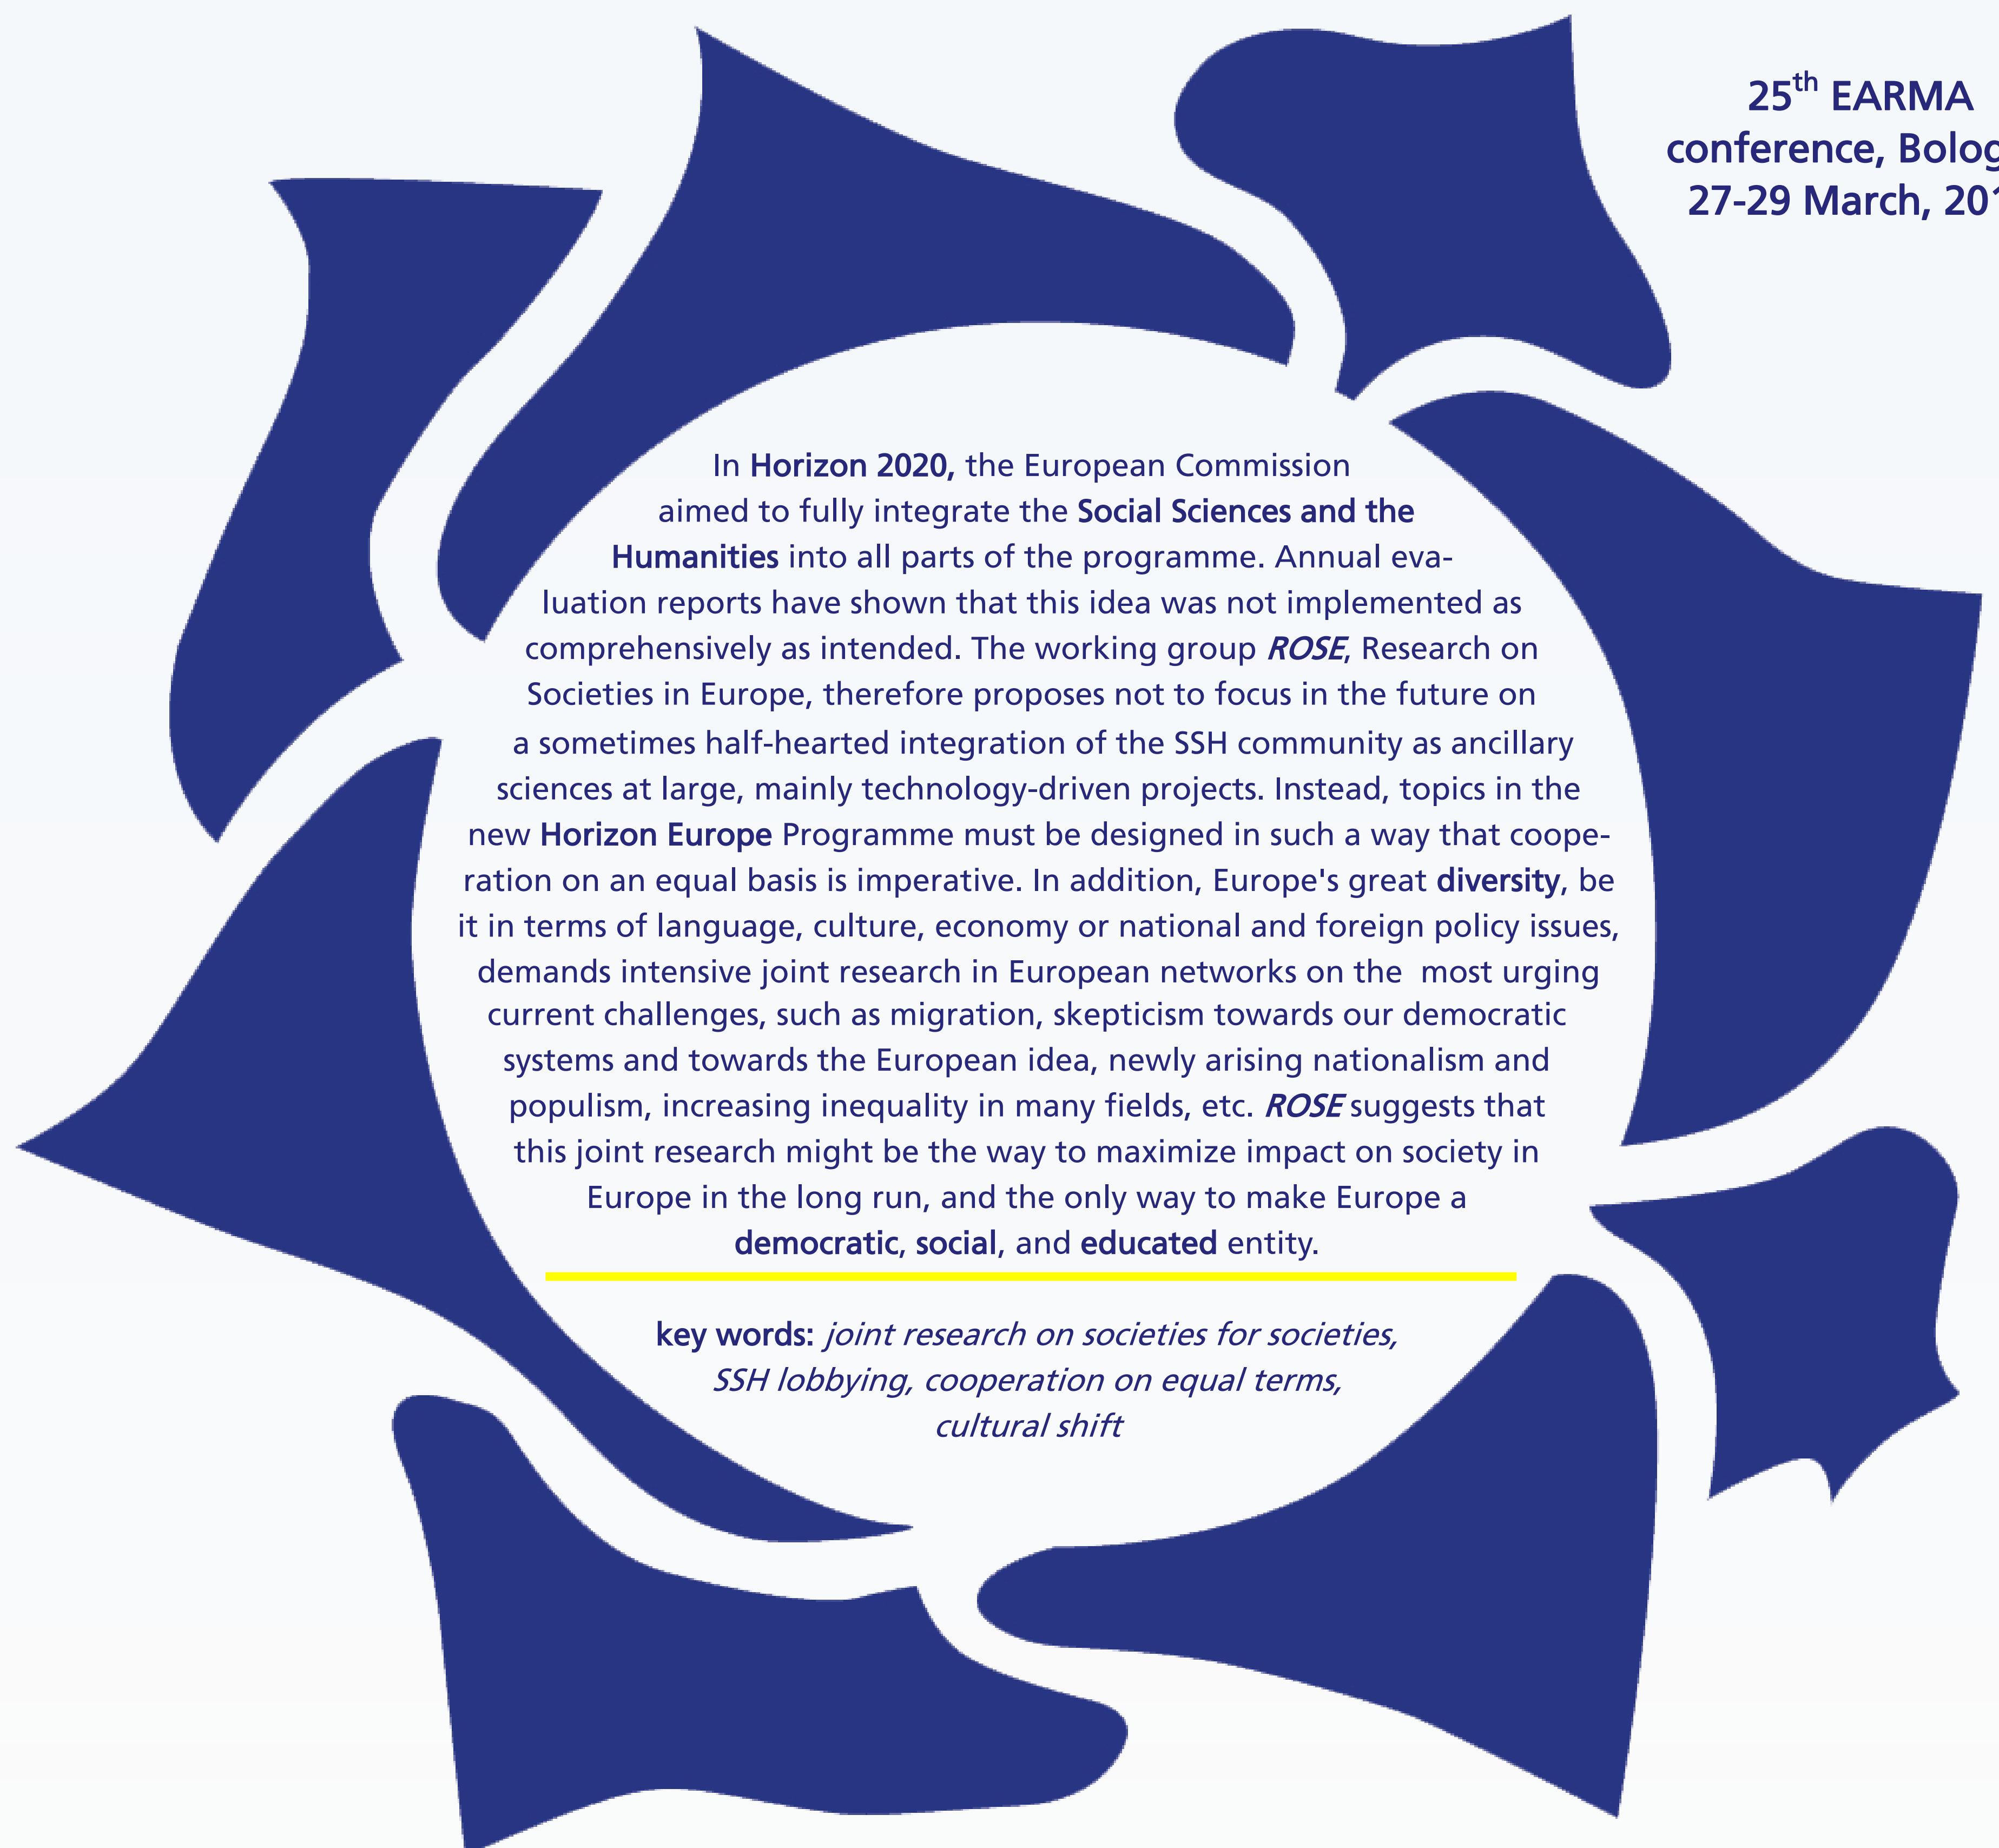 25th EARMA
conference, Bolog
27-29 March, 201
In Horizon 2020, the European Commission
aimed to fully integrate the Social Sciences and the
Humanities into all parts of the programme. Annual eva-
luation reports have shown that this idea was not implemented as
comprehensively as intended. The working group ROSE, Research on
Societies in Europe, therefore proposes not to focus in the future on
a sometimes half-hearted integration of the SSH community as ancillary
sciences at large, mainly technology-driven projects. Instead, topics in the
new Horizon Europe Programme must be designed in such a way that coope-
ration on an equal basis is imperative. In addition, Europe's great diversity, be
it in terms of language, culture, economy or national and foreign policy issues,
demands intensive joint research in European networks on the  most urging
current challenges, such as migration, skepticism towards our democratic
systems and towards the European idea, newly arising nationalism and
populism, increasing inequality in many fields, etc. ROSE suggests that
this joint research might be the way to maximize impact on society in
Europe in the long run, and the only way to make Europe a
democratic, social, and educated entity.
key words: joint research on societies for societies,
SSH lobbying, cooperation on equal terms,
cultural shift